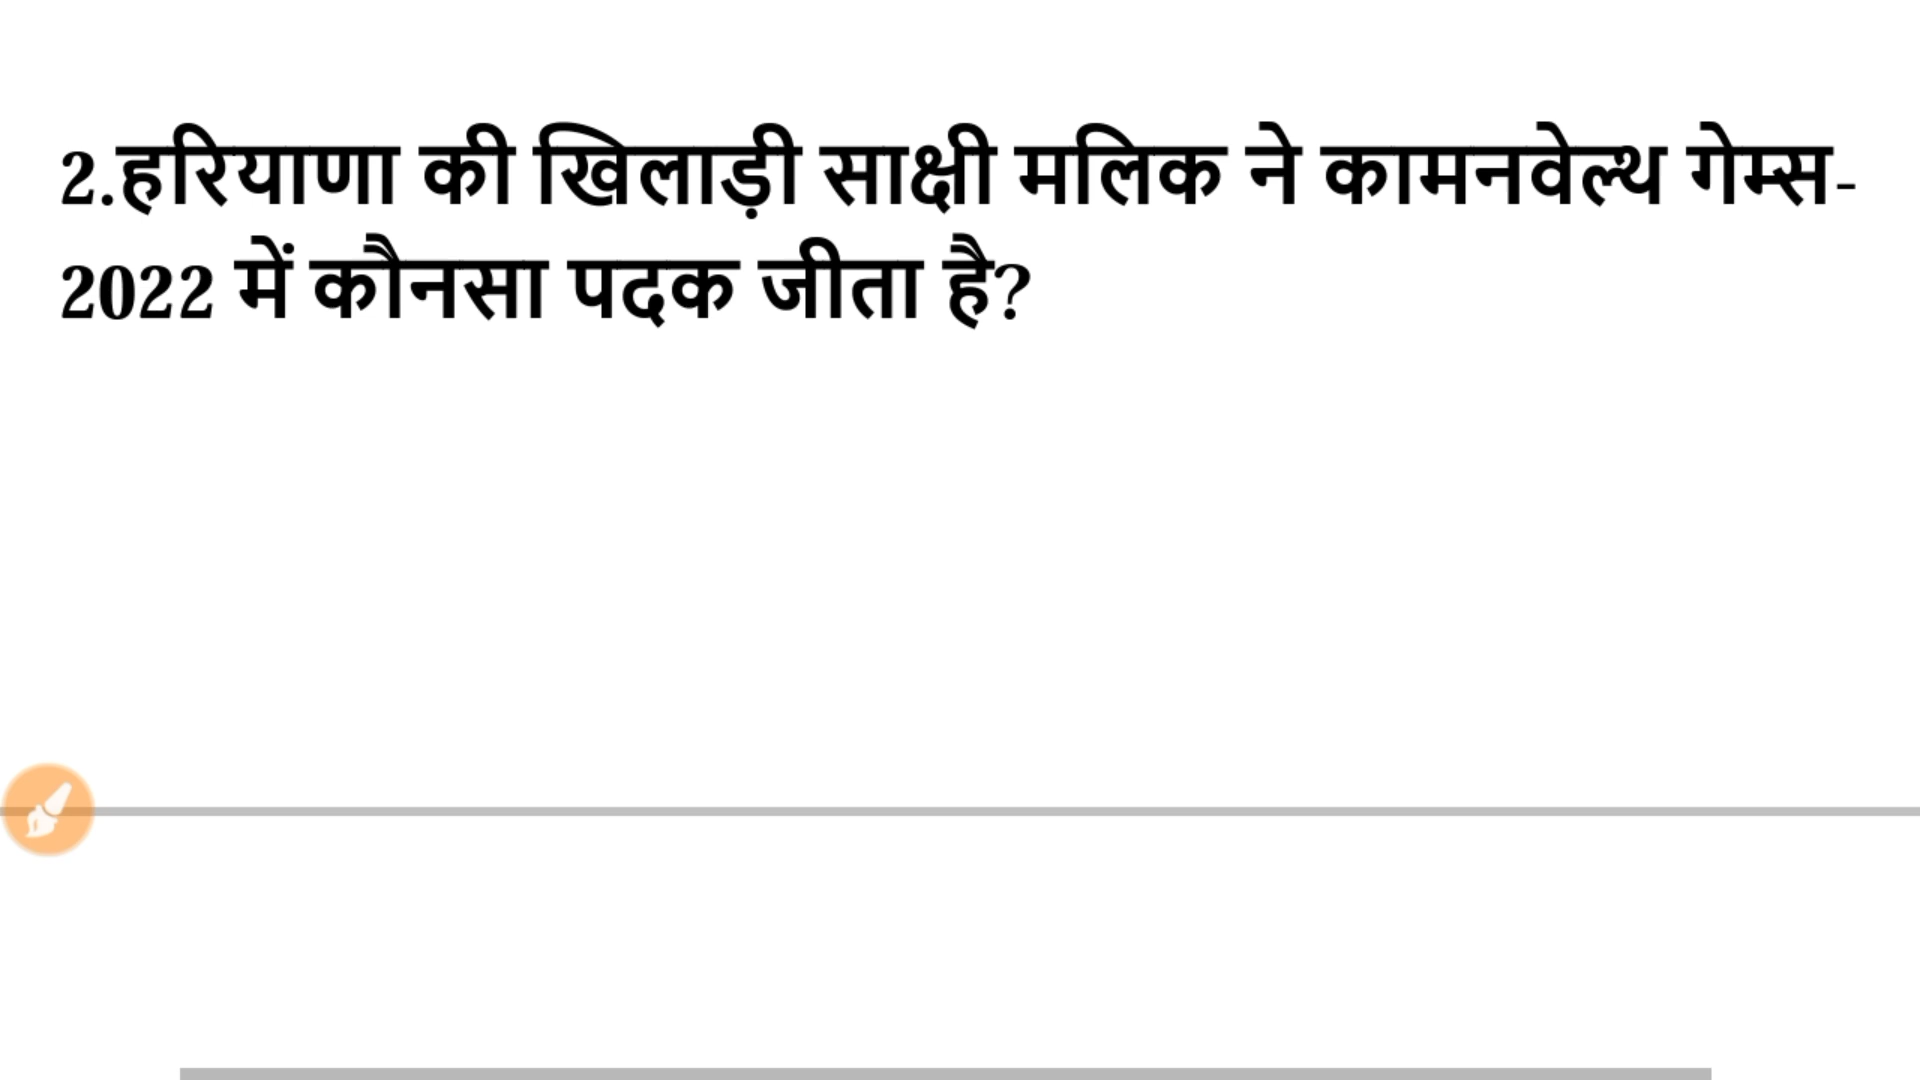 2.हरियाणा की खिलाड़ी साक्षी मलिक ने कामनवेल्थ गेम्स-
2022 में कौनसा पदक जीता है?